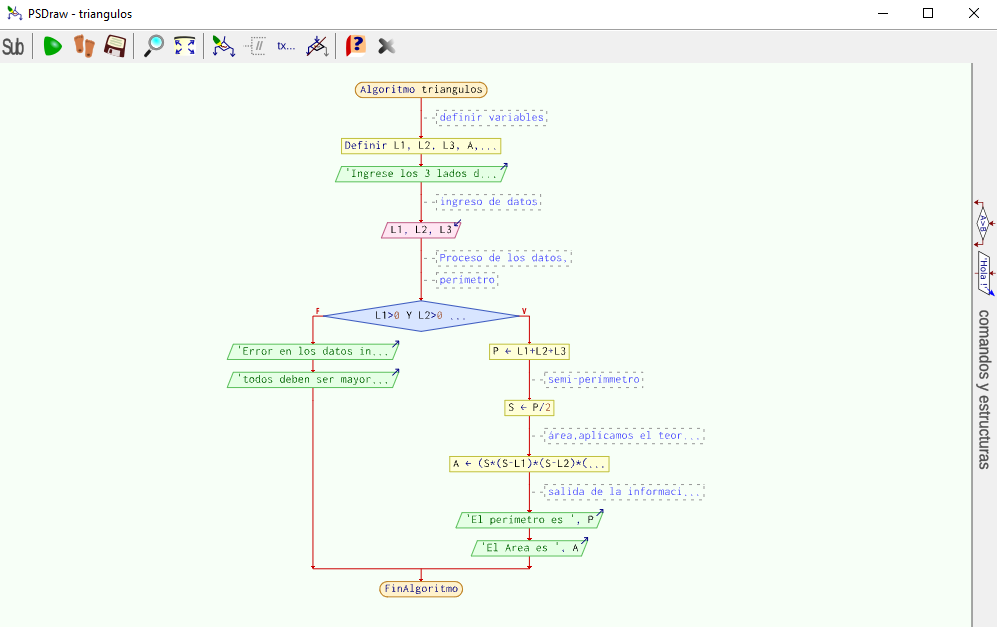 PSDraw - triangulos
Sub
tx...
?
Algoritmo triangulos
definir variables
Definir L1, L2, L3, A,...
'Ingrese los 3 lados d...
ingreso de datos
L1, L2, L3
Proceso de los datos.
perimetro
L1>0 Y L2>0 ...
F
V
'Error en los datos in...
'todos deben ser mayor...
P ← L1+L2+L3
semi-perimmetro
S ← P/2
área,aplicamos el teor...
A ← (S*(S-L1)*(S-L2)*(...
salida de la informaci...
'El perímetro es ', P
'El Area es ', A
FinAlgoritmo
A>B
'Hola !'
comandos y estructuras